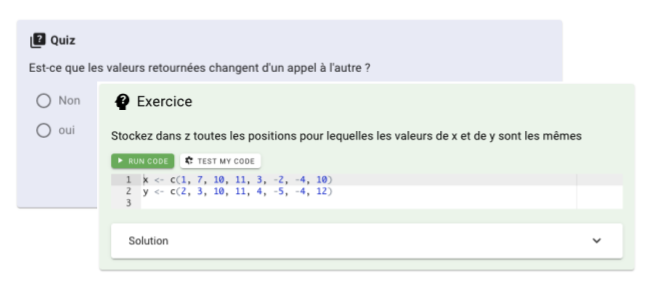 Quiz
Est-ce que les valeurs retournées changent d'un appel à l'autre ?
Non
oui
Exercice
Stockez dans z toutes les positions pour lequelles les valeurs de x et de y sont les mêmes
RUN CODE TEST MY CODE
1 x <- c(1, 7, 10, 11, 3, -2, -4, 10)
2 y <- c(2, 3, 10, 11, 4, -5, -4, 12)
3
Solution